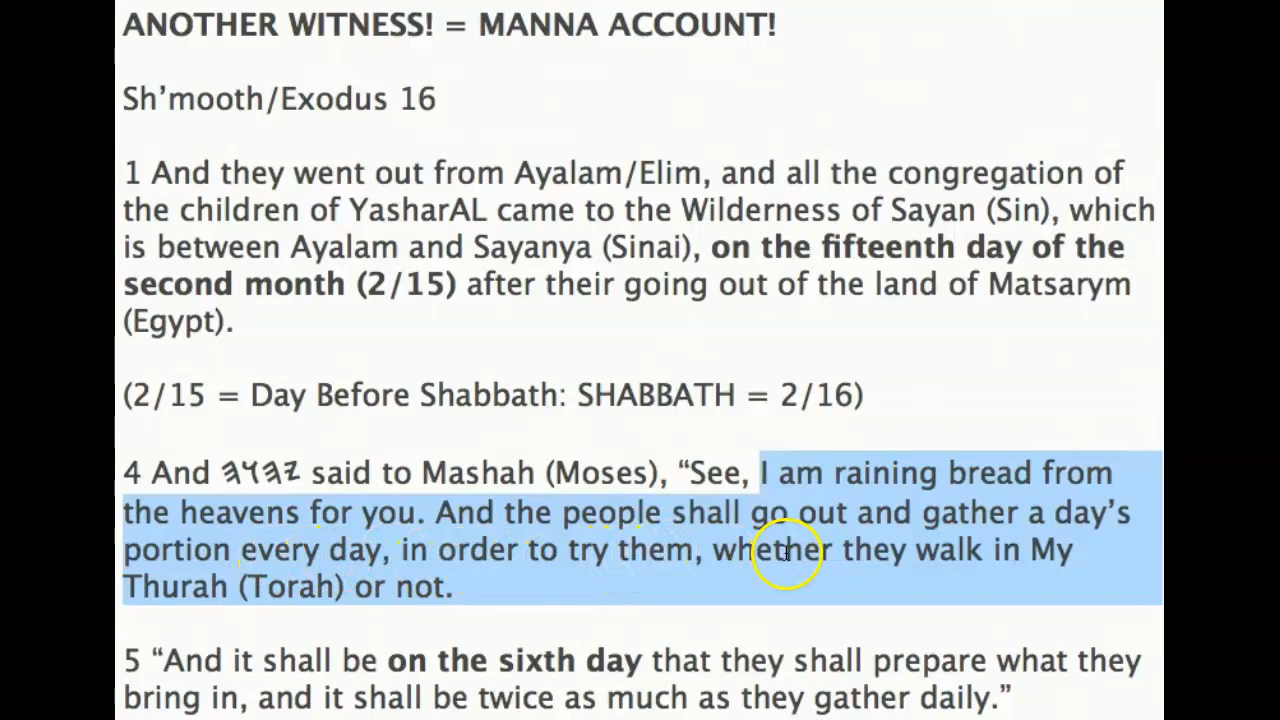 ANOTHER WITNESS! = MANNA ACCOUNT!
Sh’mooth/Exodus 16
1 And they went out from Ayalam/Elim, and all the congregation of
the children of YasharAL came to the Wilderness of Sayan (Sin), which
is between Ayalam and Sayanya (Sinai), on the fifteenth day of the
second month (2/15) after their going out of the land of Matsarym
(Egypt).
(2/15 = Day Before Shabbath: SHABBATH = 2/16)
4 And 𐤄𐤅𐤄𐤉 said to Mashah (Moses), “See, I am raining bread from
the heavens for you. And the people shall go out and gather a day’s
portion every day, in order to try them, whether they walk in My
Thurah (Torah) or not.
5 “And it shall be on the sixth day that they shall prepare what they
bring in, and it shall be twice as much as they gather daily.”